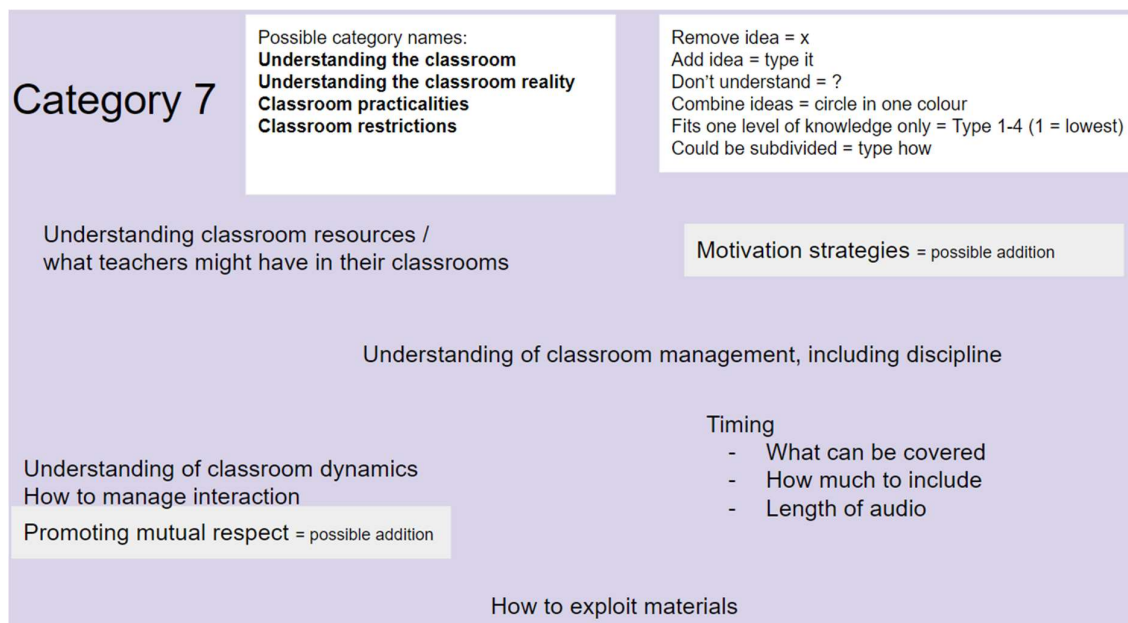 Category 7
Possible category names:
Understanding the classroom
Understanding the classroom reality
Classroom practicalities
Classroom restrictions
Remove idea = x
Add idea = type it
Don’t understand = ?
Combine ideas = circle in one colour
Fits one level of knowledge only = Type 1-4 (1 = lowest)
Could be subdivided = type how
Understanding classroom resources /
what teachers might have in their classrooms
Motivation strategies = possible addition
Understanding of classroom management, including discipline
Timing
- What can be covered
- How much to include
- Length of audio
Understanding of classroom dynamics
How to manage interaction
Promoting mutual respect = possible addition
How to exploit materials